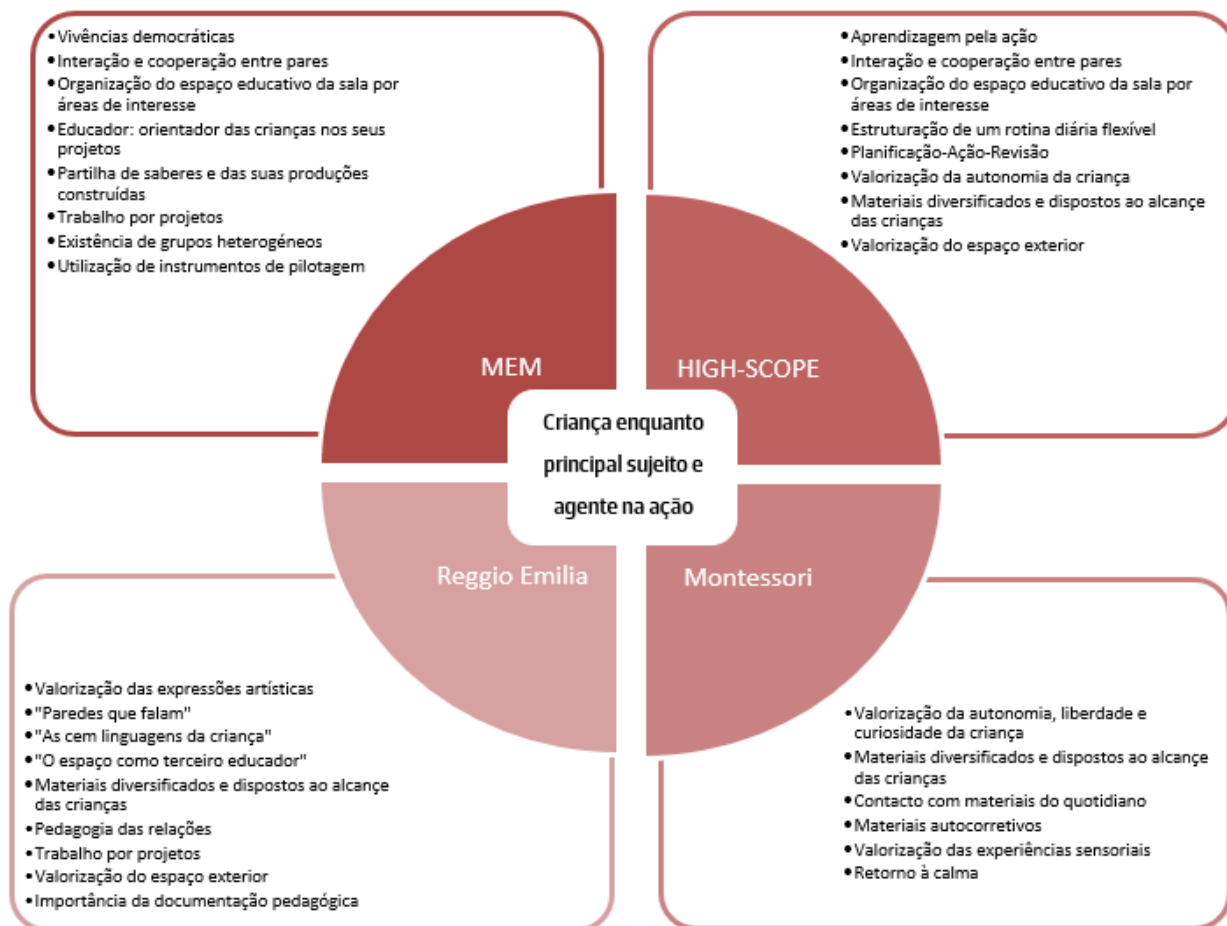 •Vivências democráticas
•Interação e cooperação entre pares
•Organização do espaço educativo da sala por
áreas de interesse
•Educador: orientador das crianças nos seus
projetos
•Partilha de saberes e das suas produções
construídas
•Trabalho por projetos
•Existência de grupos heterogéneos
•Utilização de instrumentos de pilotagem
•Aprendizagem pela ação
•Interação e cooperação entre pares
•Organização do espaço educativo da sala por
áreas de interesse
•Estruturação de um rotina diária flexível
•Planificação-Ação-Revisão
•Valorização da autonomia da criança
•Materiais diversificados e dispostos ao alcançe
das crianças
•Valorização do espaço exterior
MEM
HIGH-SCOPE
Criança enquanto
principal sujeito e
agente na ação
Reggio Emilia
Montessori
•Valorização das expressões artísticas
•"Paredes que falam"
•"As cem linguagens da criança"
•"O espaço como terceiro educador"
•Materiais diversificados e dispostos ao alcançe
das crianças
•Pedagogia das relações
•Trabalho por projetos
•Valorização do espaço exterior
•Importância da documentação pedagógica
•Valorização da autonomia, liberdade e
curiosidade da criança
•Materiais diversificados e dispostos ao alcançe
das crianças
•Contacto com materiais do quotidiano
•Materiais autocorretivos
•Valorização das experiências sensoriais
•Retorno à calma